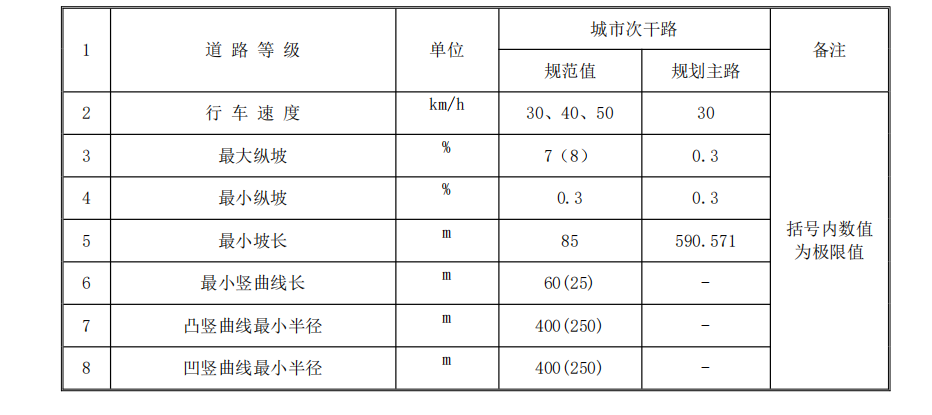 1 道 路 等 级 单位 城市次干路 备注
规范值 规划主路
2 行 车 速 度 km/h 30、40、50 30
3 最大纵坡 % 7（8） 0.3
4 最小纵坡 % 0.3 0.3
5 最小坡长 m 85 590.571
括号内数值
为极限值
6 最小竖曲线长 m 60(25) -
7 凸竖曲线最小半径 m 400(250) -
8 凹竖曲线最小半径 m 400(250) -